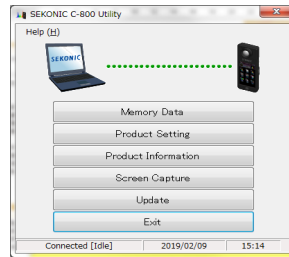 SEKONIC C-800 Utility
Help (H)
SEKONIC
Memory Data
Product Setting
Product Information
Screen Capture
Update
Exit
Connected [Idle] 2019/02/09 15:14